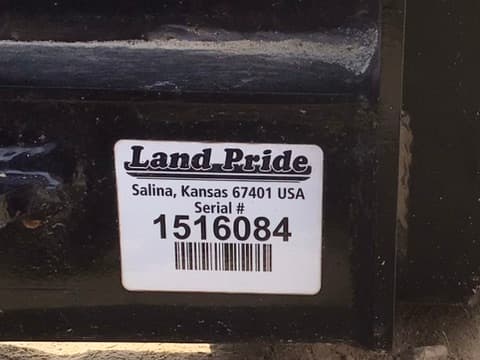 Land Pride
Salina, Kansas 67401 USA
Serial #
1516084